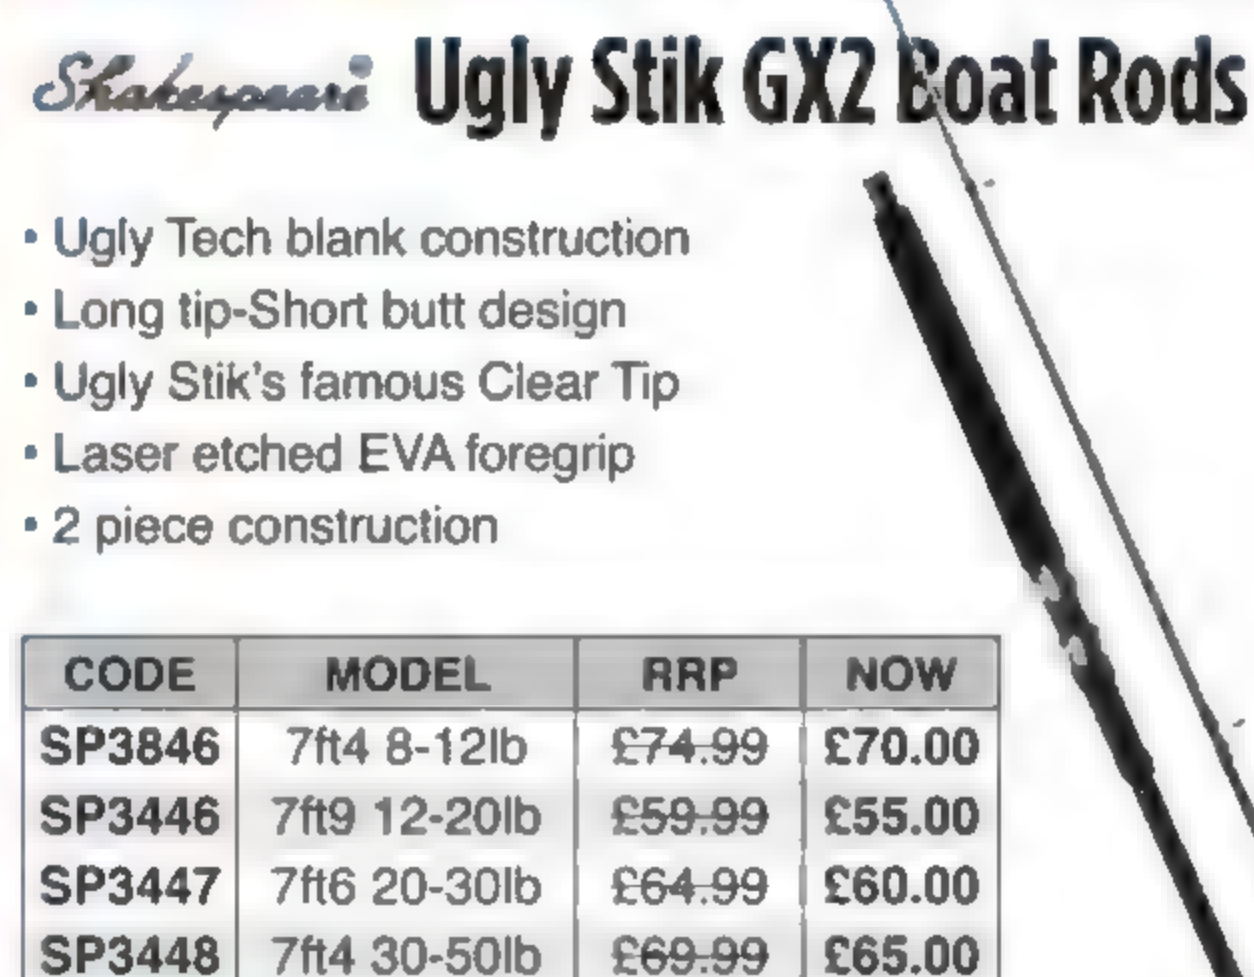 Shakespeare Ugly Stik GX2 Boat Rods
• Ugly Tech blank construction
• Long tip-Short butt design
• Ugly Stik's famous Clear Tip
• Laser etched EVA foregrip
• 2 piece construction
CODE MODEL RRP NOW
SP3846 7ft4 8-12lb £74.99 £70.00
SP3446 7ft9 12-20lb £59.99 £55.00
SP3447 7ft6 20-30lb £64.99 £60.00
SP3448 7ft4 30-50lb £69.99 £65.00